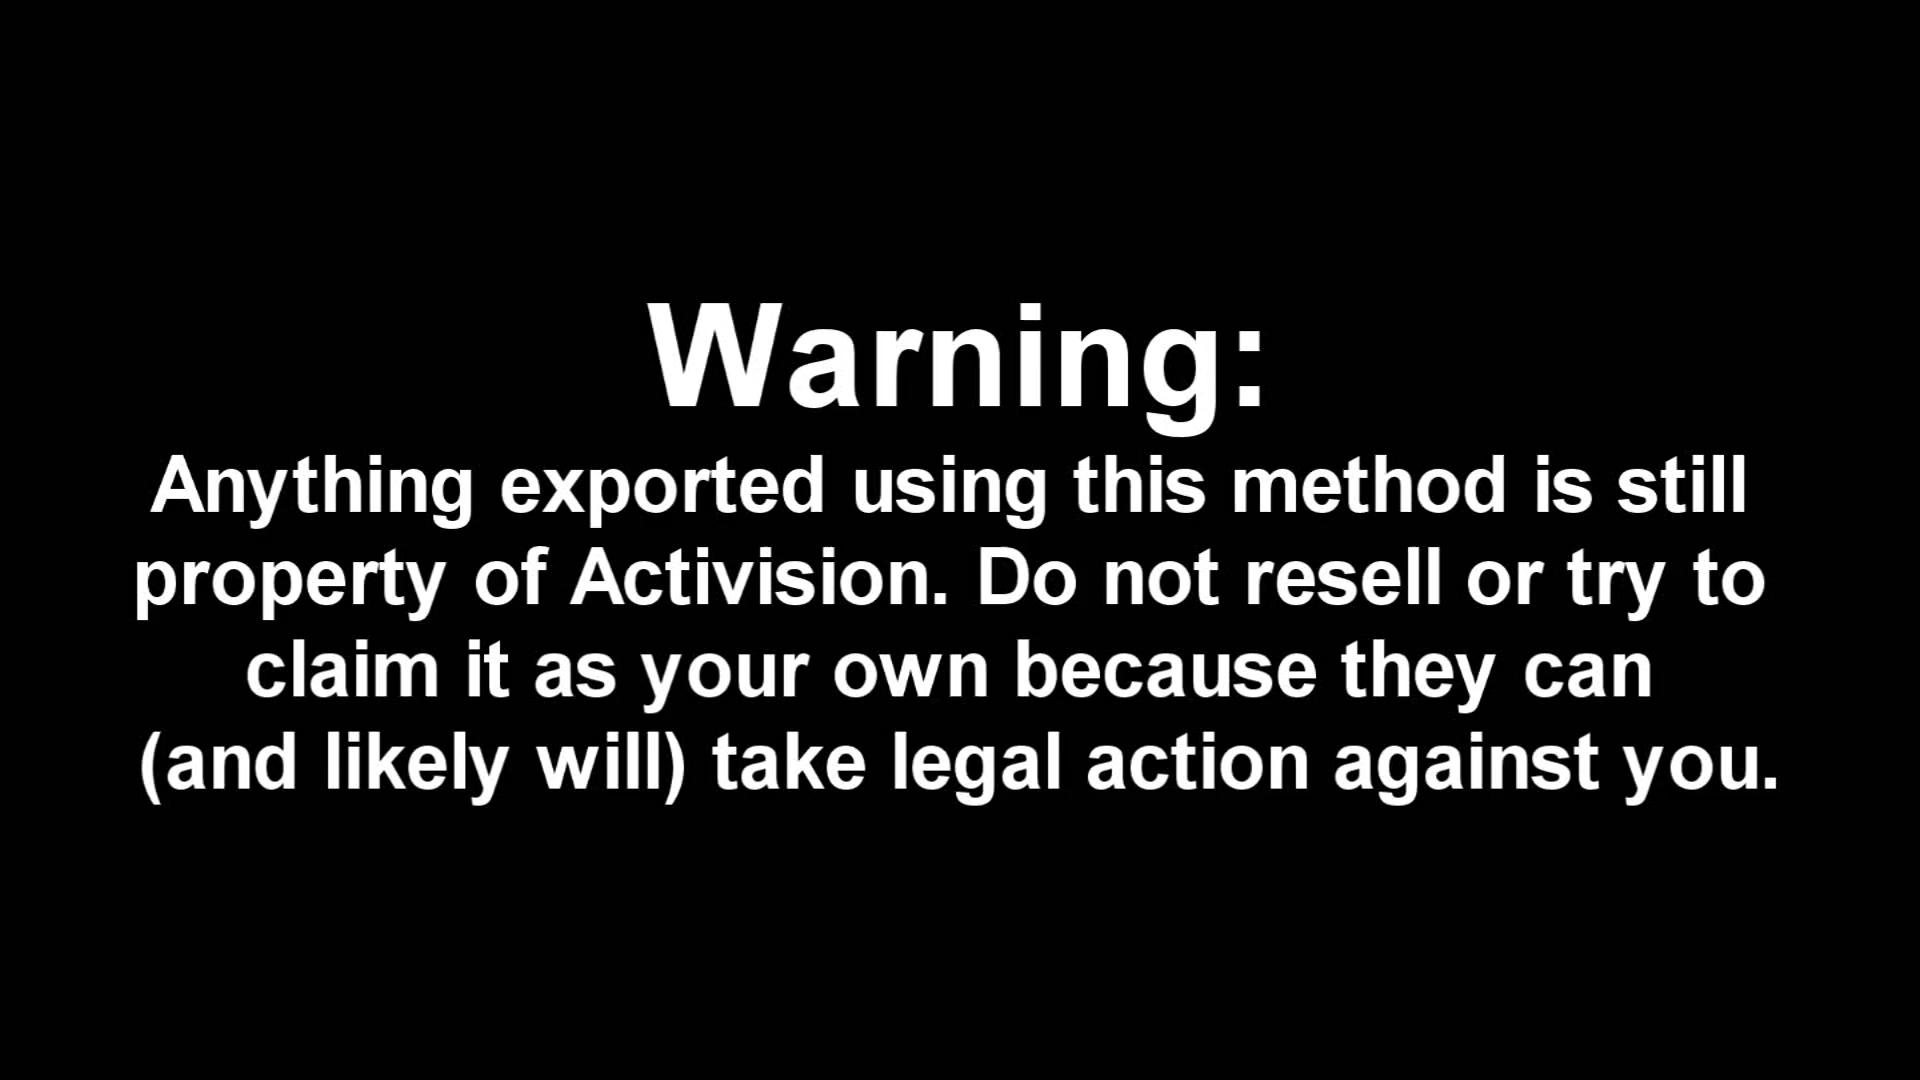 Warning:
Anything exported using this method is still
property of Activision. Do not resell or try to
claim it as your own because they can
(and likely will) take legal action against you.